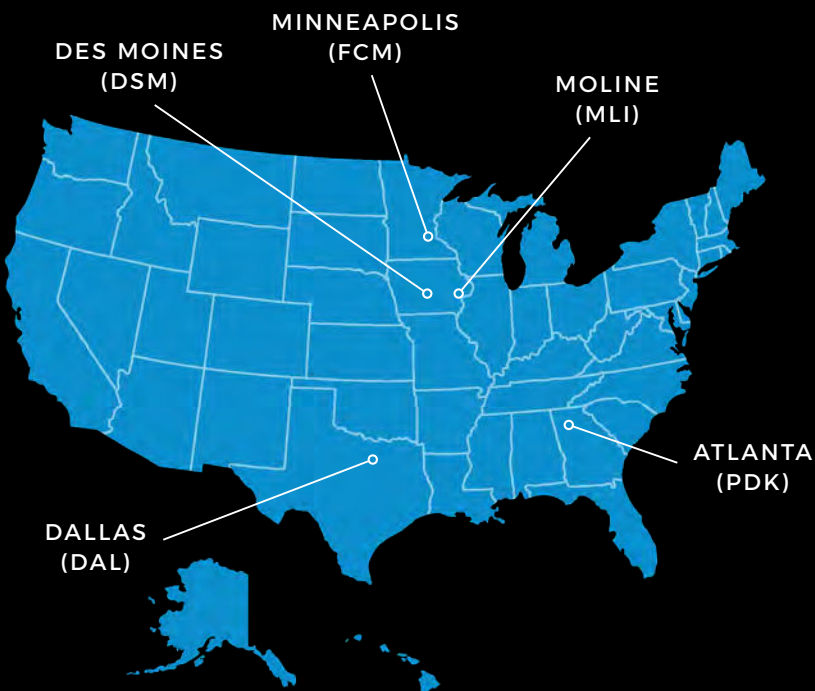 MINNEAPOLIS
(FCM)
DES MOINES
(DSM)
MOLINE
(MLI)
ATLANTA
(PDK)
DALLAS
(DAL)